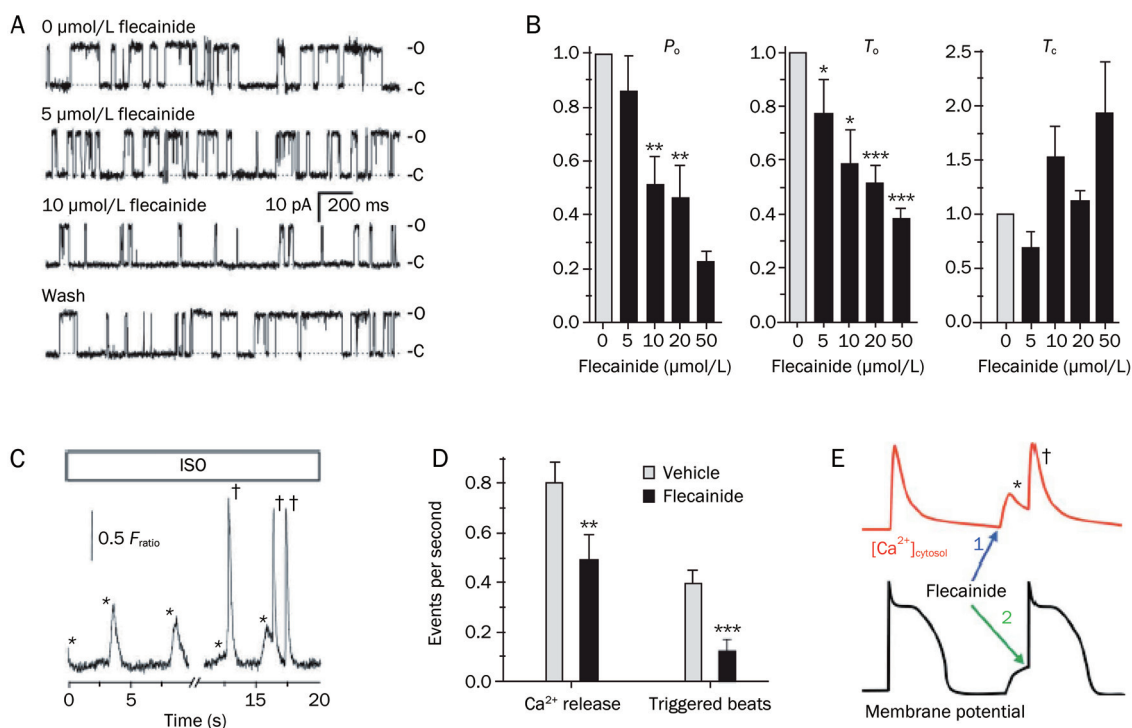 A
0 μmol/L flecainide
-O
-C
5 μmol/L flecainide
-O
-C
10 μmol/L flecainide
10 pA
200 ms
-O
-C
Wash
-O
-C
B
Pₒ
1.0
0.8
0.6
0.4
0.2
0.0
** **
0 5 10 20 50
Flecainide (μmol/L)
Tₒ
1.0
0.8
0.6
0.4
0.2
0.0
* * *** ***
0 5 10 20 50
Flecainide (μmol/L)
T꜀
2.5
2.0
1.5
1.0
0.5
0.0
0 5 10 20 50
Flecainide (μmol/L)
C
ISO
0.5 Fratio
* * * * *
† † †
0 5 15 20
Time (s)
D
Events per second
0.8
0.6
0.4
0.2
0
Vehicle
Flecainide
**
***
Ca²⁺ release
Triggered beats
E
* †
[Ca²⁺]cytosol
1
Flecainide
2
Membrane potential